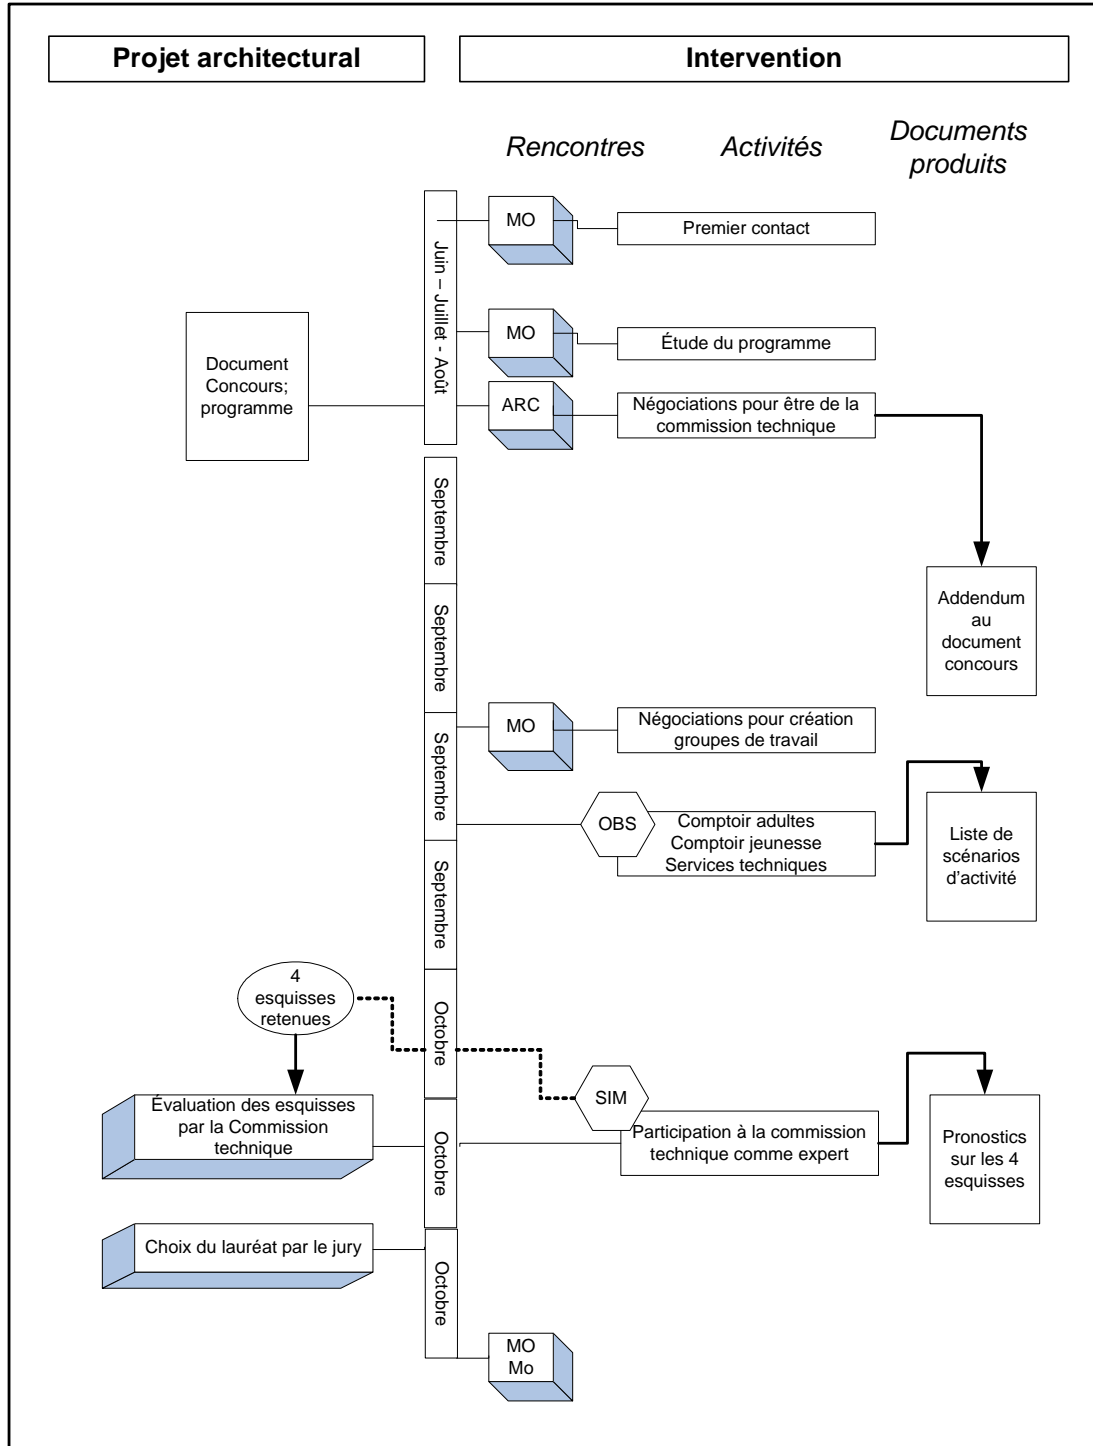 Projet architectural
Intervention
Rencontres
Activités
Documents
produits
Juin – Juillet - Août
MO
Premier contact
MO
Étude du programme
Document
Concours;
programme
ARC
Négociations pour être de la
commission technique
Septembre
Septembre
Addendum
au
document
concours
Septembre
MO
Négociations pour création
groupes de travail
OBS
Comptoir adultes
Comptoir jeunesse
Services techniques
Liste de
scénarios
d'activité
Septembre
4
esquisses
retenues
Octobre
SIM
Évaluation des esquisses
par la Commission
technique
Octobre
Participation à la commission
technique comme expert
Pronostics
sur les 4
esquisses
Choix du lauréat par le jury
Octobre
MO
Mo